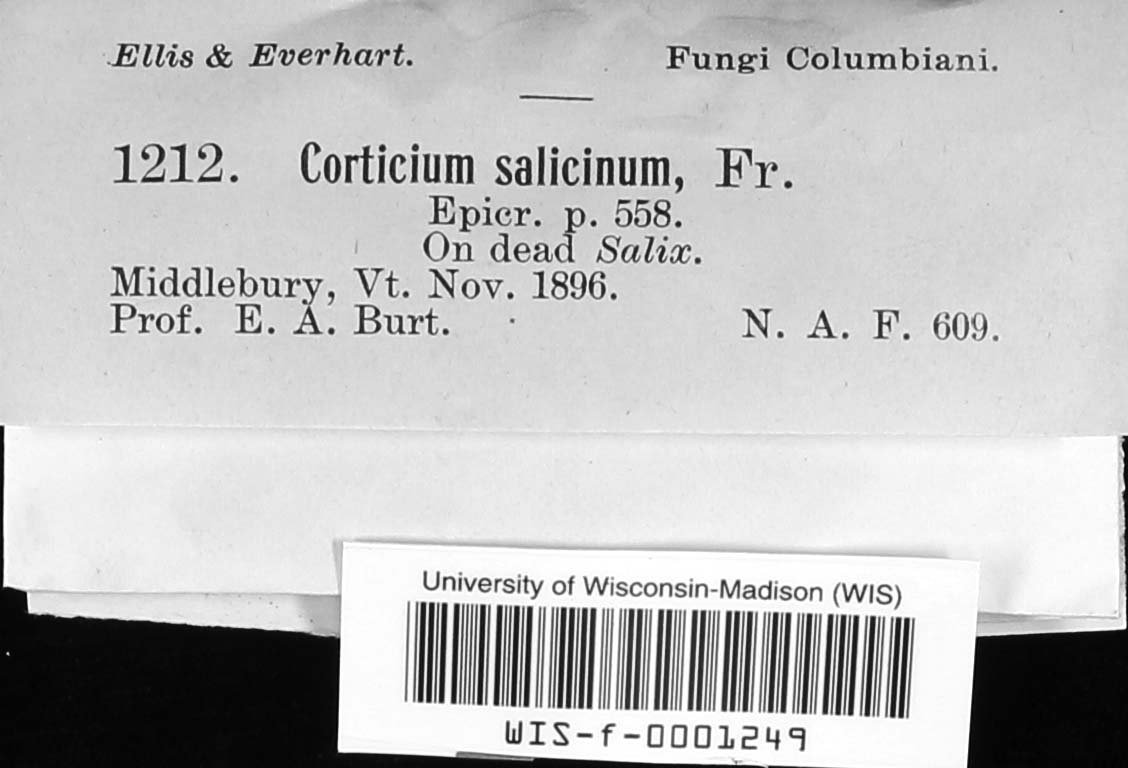 Ellis & Everhart. Fungi Columbiani.
1212. Corticium salicinum, Fr.
Epicr. p. 558.
On dead Salix.
Middlebury, Vt. Nov. 1896.
Prof. E. A. Burt. N. A. F. 609.
University of Wisconsin-Madison (WIS)
WIS-f-0001249